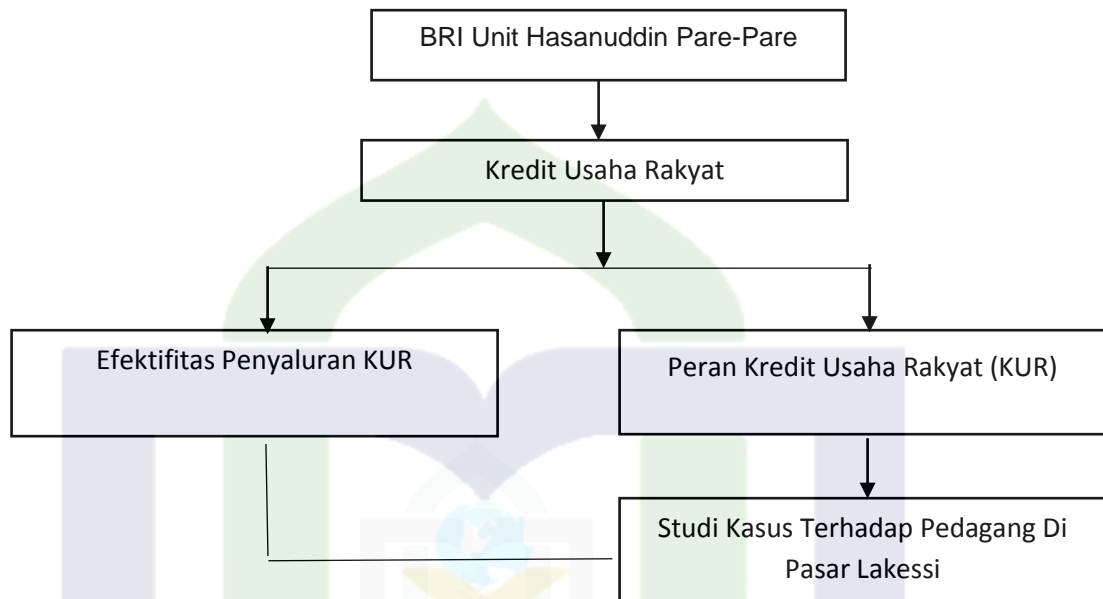 BRI Unit Hasanuddin Pare-Pare
Kredit Usaha Rakyat
Efektifitas Penyaluran KUR
Peran Kredit Usaha Rakyat (KUR)
Studi Kasus Terhadap Pedagang Di
Pasar Lakessi